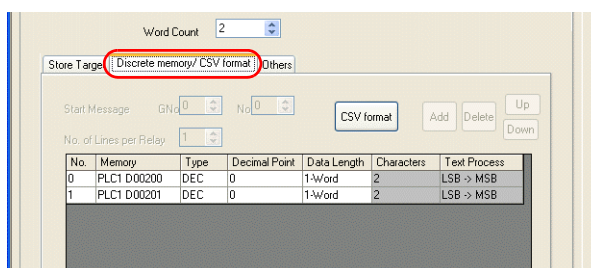 Word Count 2
Store Target Discrete memory/ CSV format Others
Start Message GNo 0 No 0 CSV format Add Delete Up
No. of Lines per Relay 1 Down
No. Memory Type Decimal Point Data Length Characters Text Process
0 PLC1 D00200 DEC 0 1-Word 2 LSB -> MSB
1 PLC1 D00201 DEC 0 1-Word 2 LSB -> MSB